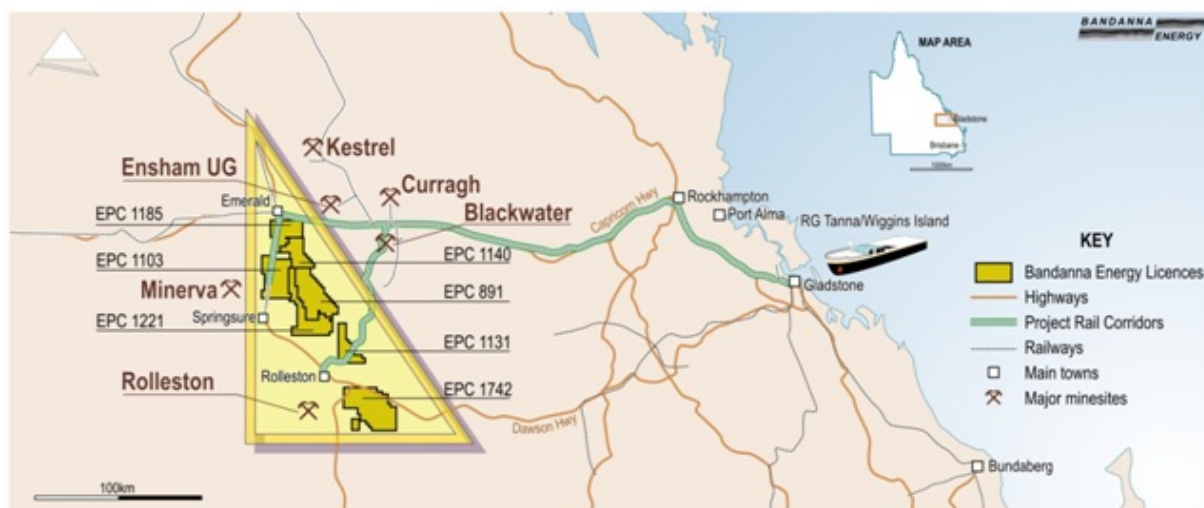 BANDANNA
ENERGY
MAP AREA
Gladstone
Brisbane
100km
Kestrel
Ensham UG
Curragh
Emerald
Blackwater
EPC 1185
Capricorn Hwy
Rockhampton
Port Alma
RG Tanna/Wiggins Island
EPC 1103
EPC 1140
Minerva
EPC 891
Gladstone
EPC 1221
Springsure
EPC 1131
Rolleston
Rolleston
EPC 1742
Dawson Hwy
Bundaberg
100km
KEY
Bandanna Energy Licences
Highways
Project Rail Corridors
Railways
Main towns
Major minesites